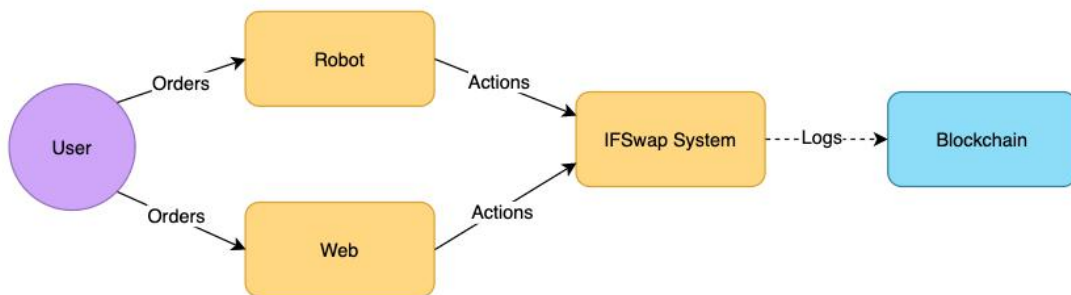 Robot
Orders
Actions
User
IFSwap System
Logs
Blockchain
Orders
Actions
Web